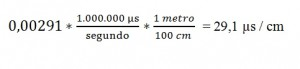 0,00291 * 1.000.000 µs / segundo * 1 metro / 100 cm = 29,1 µs / cm